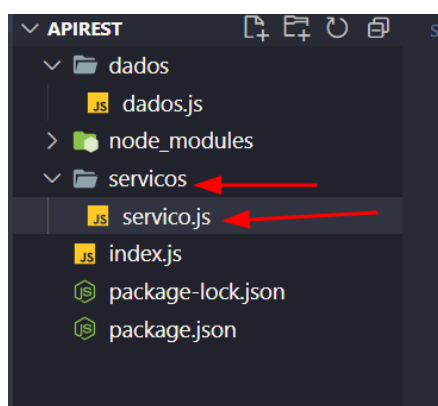 APIREST
dados
JS dados.js
node_modules
servicos
JS servico.js
JS index.js
package-lock.json
package.json